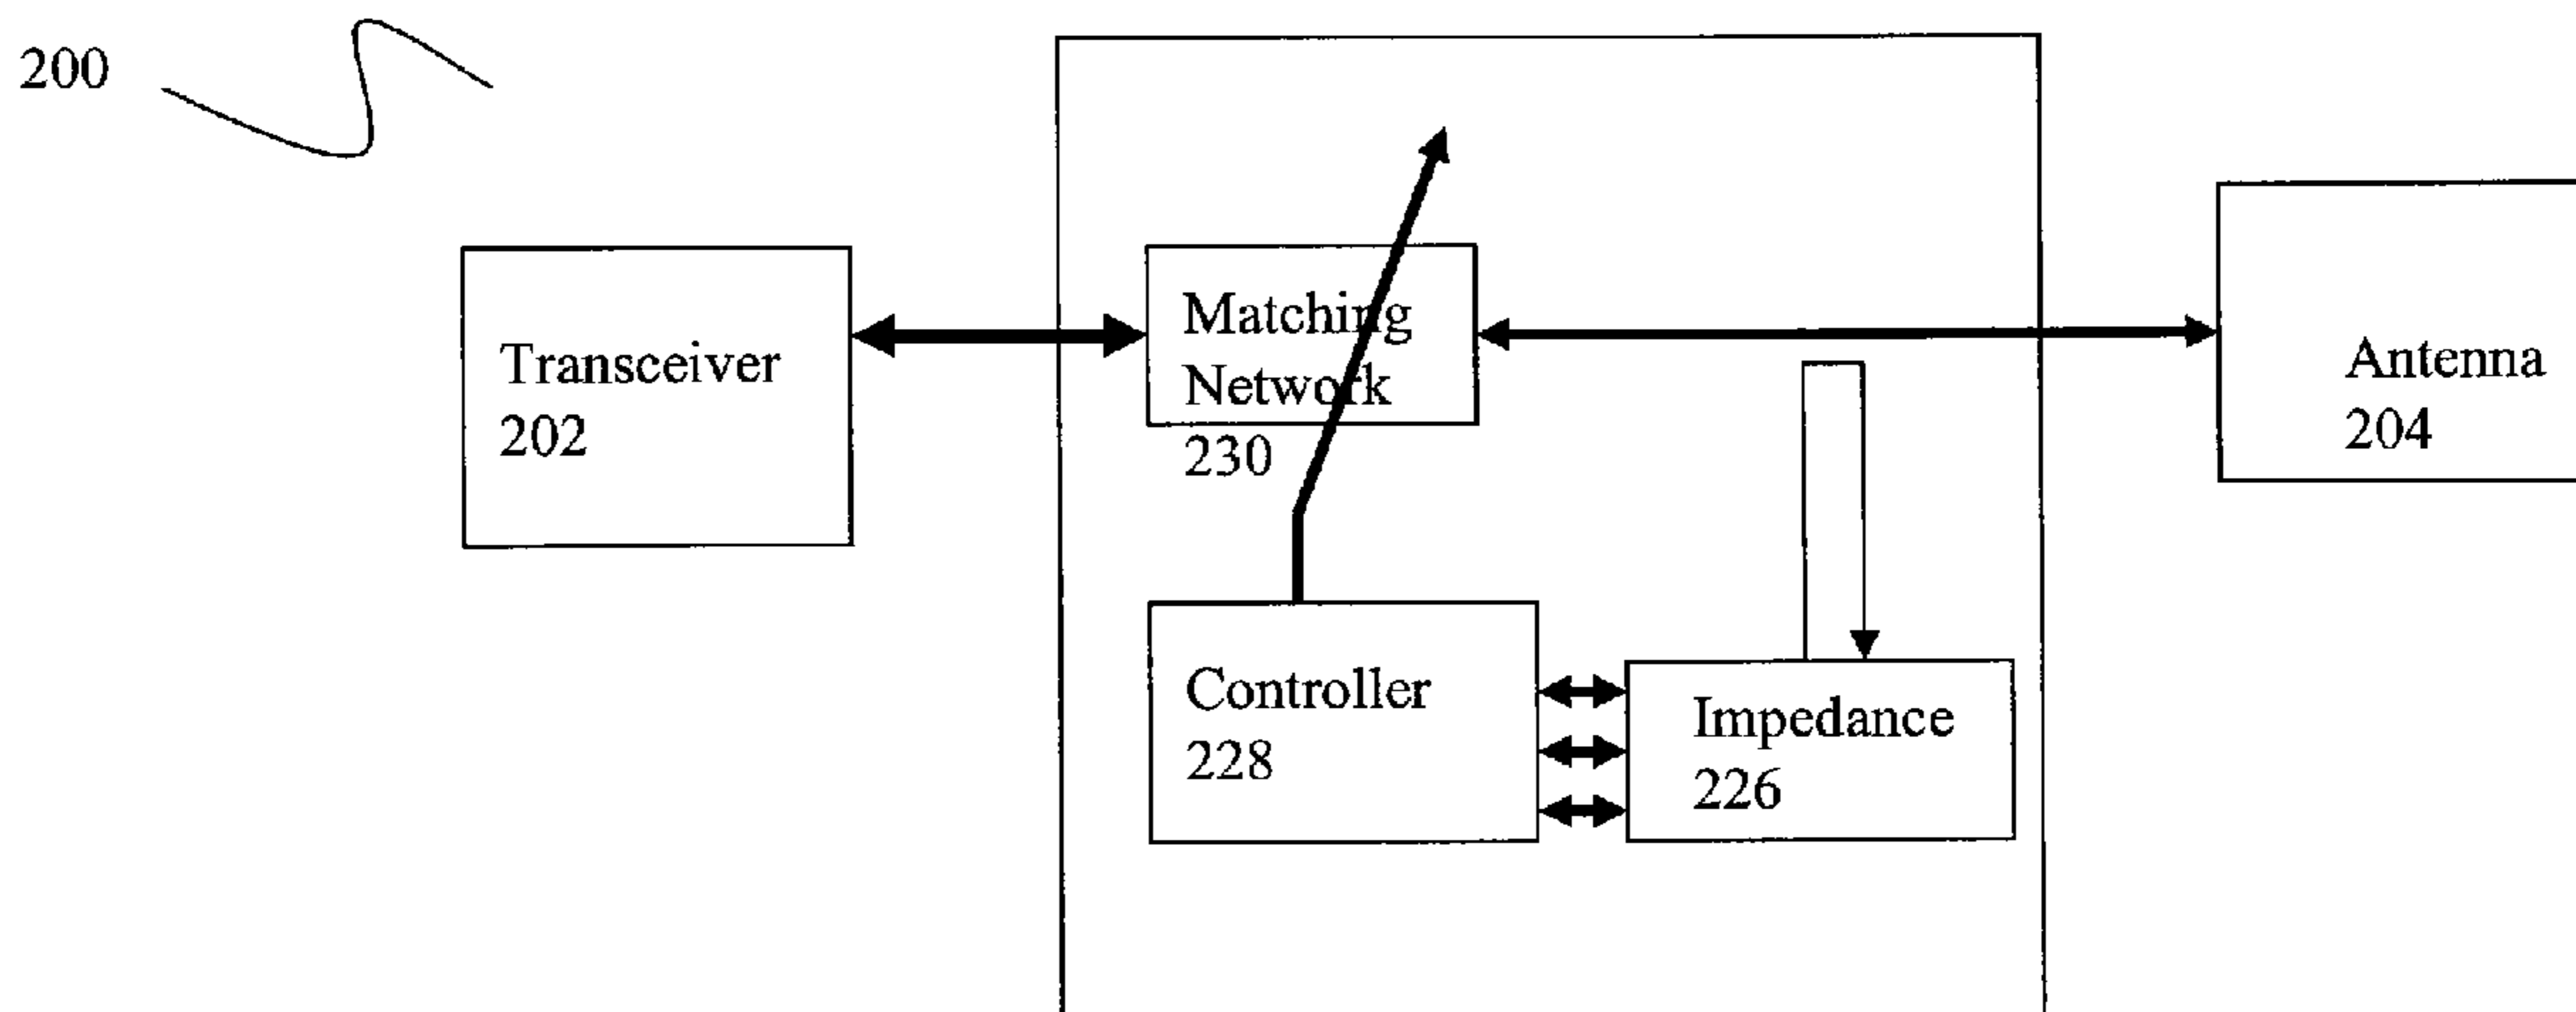 200
Transceiver
202
Matching
Network
230
Antenna
204
Controller
228
Impedance
226